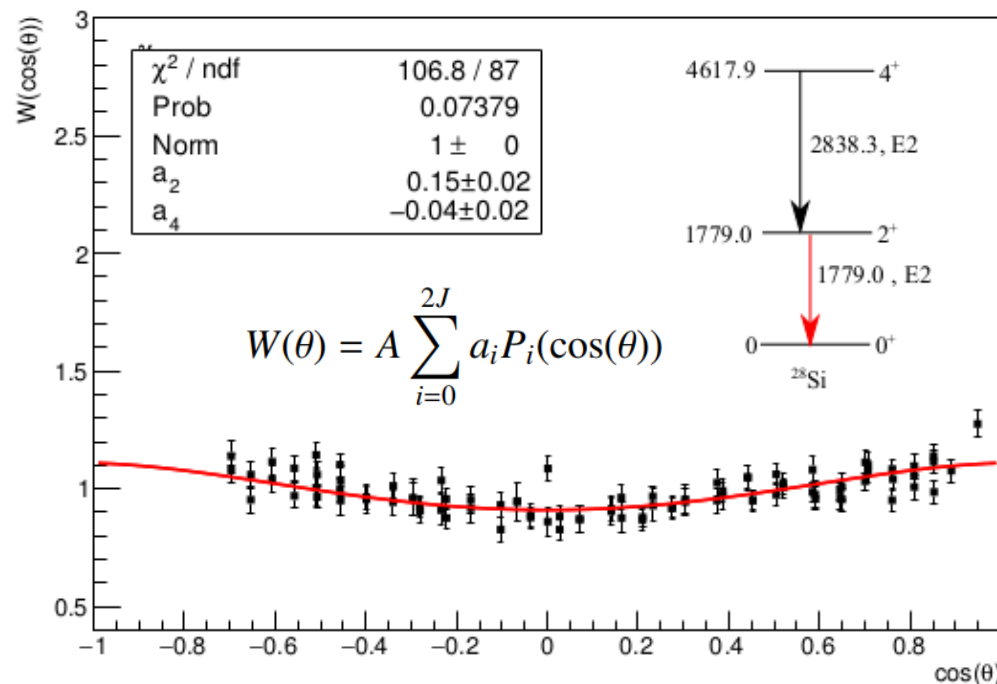 W(cos(θ))
3
2.5
2
1.5
1
0.5
χ² / ndf 106.8 / 87
Prob 0.07379
Norm 1 ± 0
a₂ 0.15±0.02
a₄ −0.04±0.02
4617.9 4⁺
2838.3, E2
1779.0 2⁺
1779.0 , E2
0 0⁺
²⁸Si
W(θ) = A ∑_{i=0}^{2J} a_i P_i(cos(θ))
−1 −0.8 −0.6 −0.4 −0.2 0 0.2 0.4 0.6 0.8 1
cos(θ)